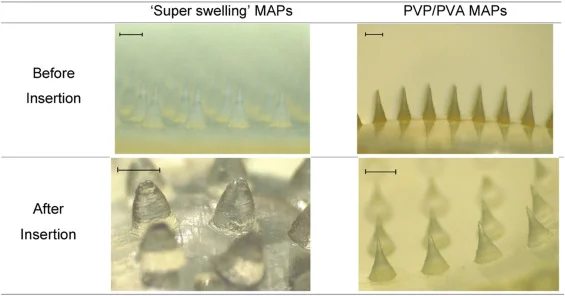 ‘Super swelling’ MAPs PVP/PVA MAPs
Before
Insertion
After
Insertion